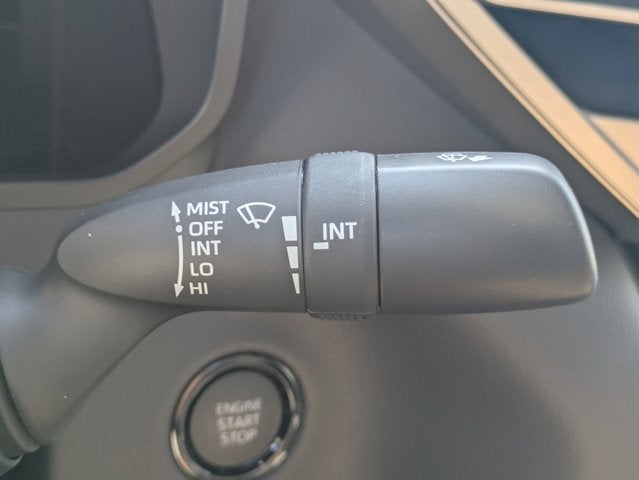 MIST
OFF
INT
LO
HI
INT
ENGINE
START
STOP